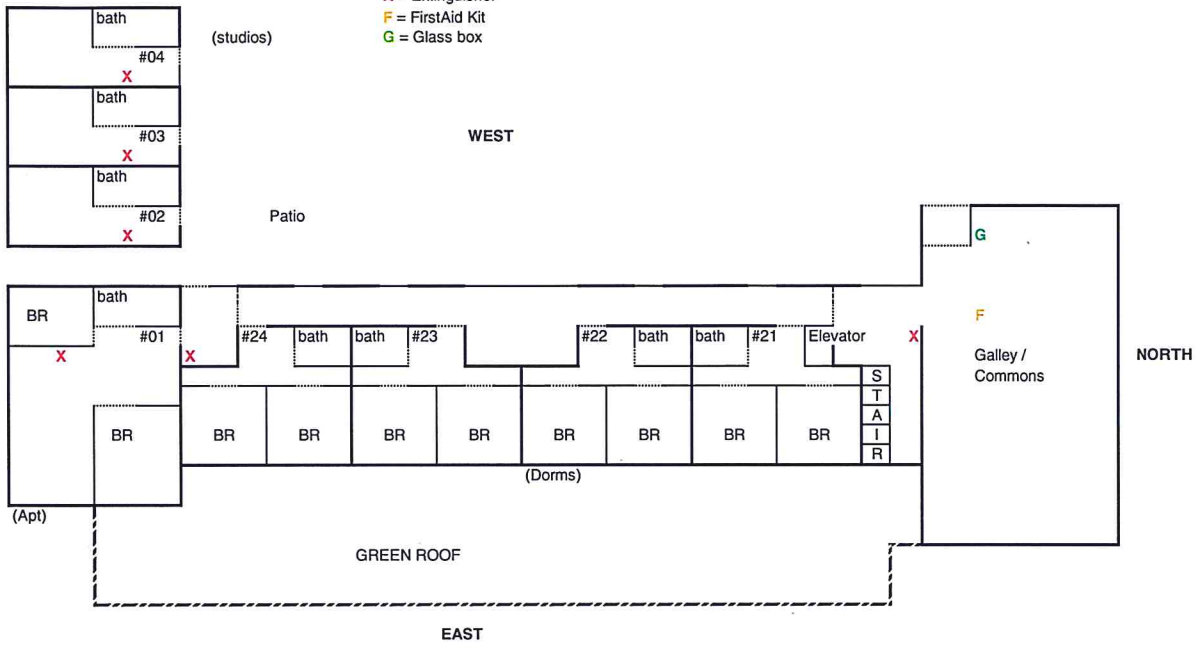 F = FirstAid Kit
G = Glass box
bath
(studios)
#04
X
bath
#03
X
WEST
bath
#02
Patio
X
G
bath
BR
#01
F
X
X
#24
bath
bath
#23
#22
bath
bath
#21
Elevator
X
Galley /
Commons
NORTH
S
T
A
I
R
BR
BR
BR
BR
BR
BR
BR
BR
BR
(Dorms)
(Apt)
GREEN ROOF
EAST